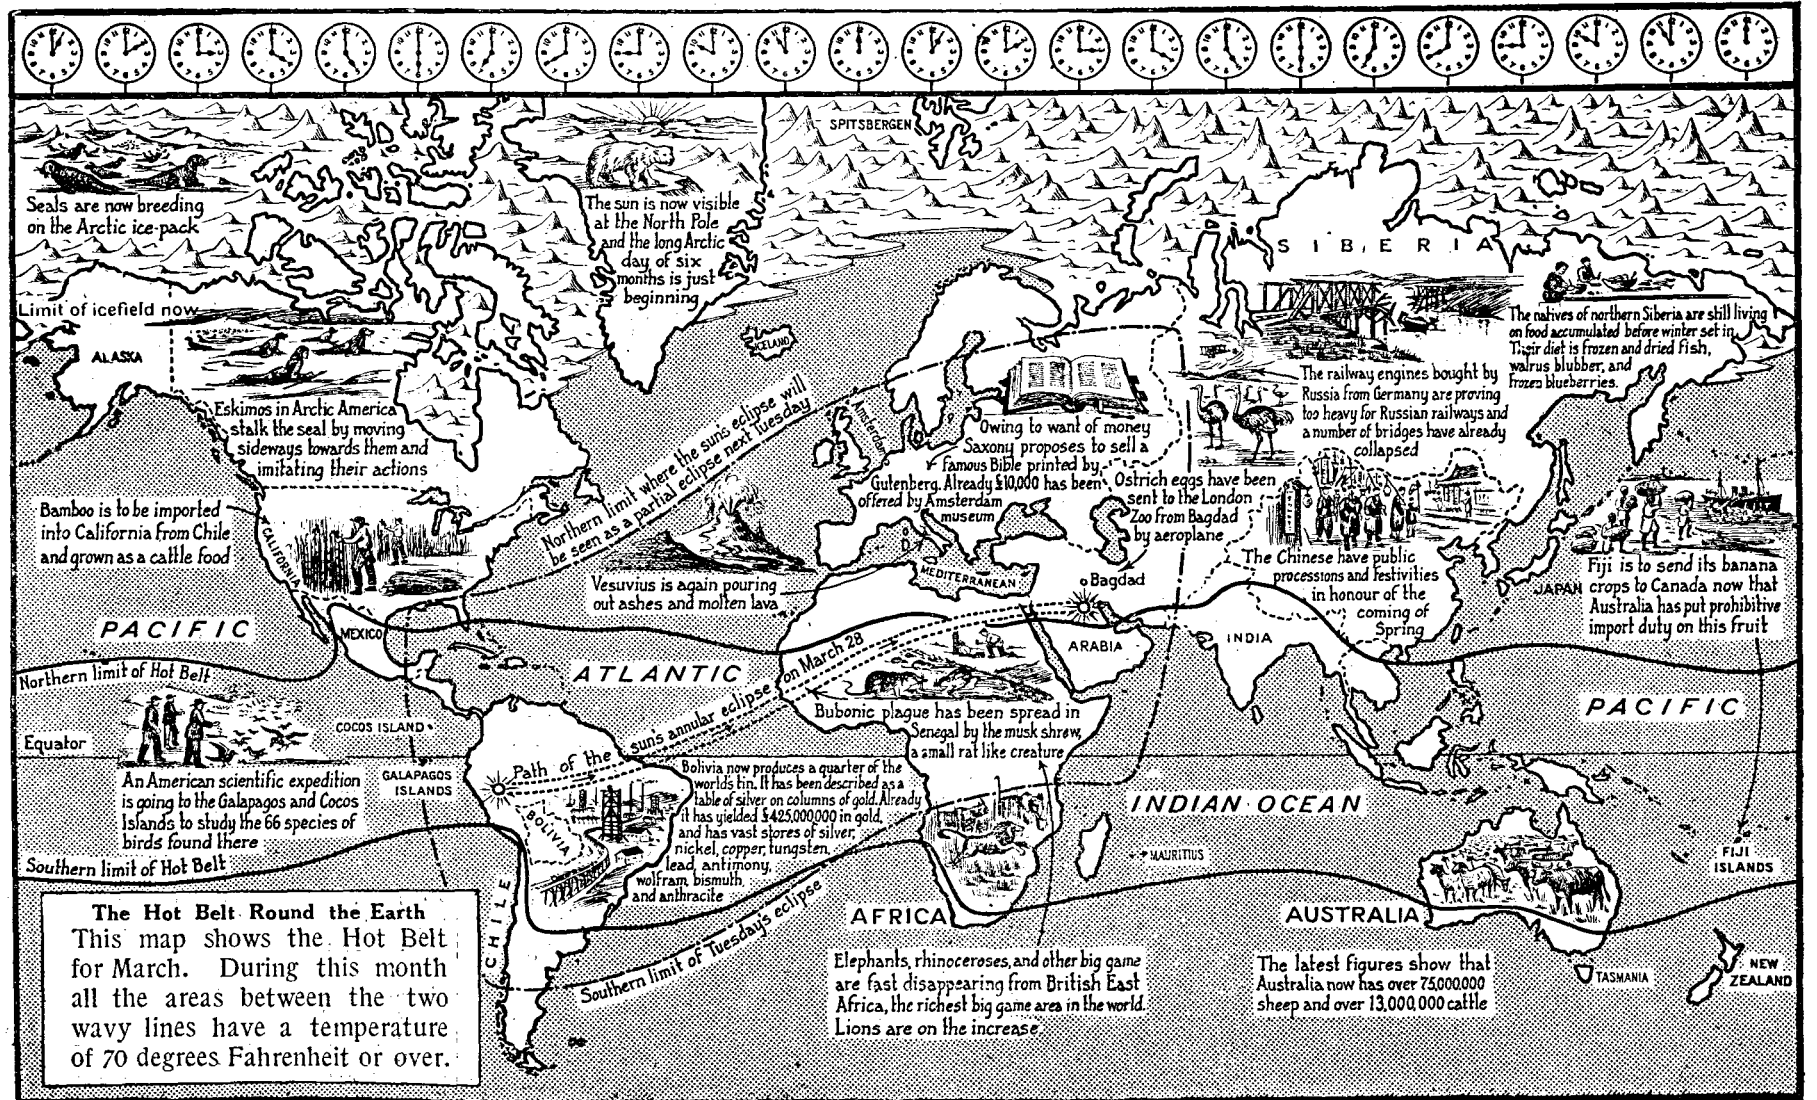 SPITSBERGEN
Seals are now breeding
on the Arctic ice-pack
The sun is now visible
at the North Pole
and the long Arctic
day of six
months is just
beginning
SIBERIA
Limit of icefield now
ALASKA
ICELAND
The natives of northern Siberia are still living
on food accumulated before winter set in.
Their diet is frozen and dried fish,
walrus blubber, and
frozen blueberries.
Eskimos in Arctic America
stalk the seal by moving
sideways towards them and
imitating their actions
Northern limit where the suns eclipse will
be seen as a partial eclipse next Tuesday
Amsterdam
Owing to want of money
Saxony proposes to sell a
famous Bible printed by
Gutenberg. Already £10,000 has been
offered by Amsterdam
museum
The railway engines bought by
Russia from Germany are proving
too heavy for Russian railways and
a number of bridges have already
collapsed
Ostrich eggs have been
sent to the London
Zoo from Bagdad
by aeroplane
Bamboo is to be imported
into California from Chile
and grown as a cattle food
CALIFORNIA
Vesuvius is again pouring
out ashes and molten lava
MEDITERRANEAN
Bagdad
The Chinese have public
processions and festivities
in honour of the
coming of
Spring
JAPAN
Fiji is to send its banana
crops to Canada now that
Australia has put prohibitive
import duty on this fruit
PACIFIC
MEXICO
ATLANTIC
ARABIA
INDIA
PACIFIC
Northern limit of Hot Belt
Path of the suns annular eclipse on March 28
Bubonic plague has been spread in
Senegal by the musk shrew,
a small rat like creature
COCOS ISLAND
Equator
GALAPAGOS
ISLANDS
An American scientific expedition
is going to the Galapagos and Cocos
Islands to study the 66 species of
birds found there
Bolivia now produces a quarter of the
worlds tin. It has been described as a
table of silver on columns of gold. Already
it has yielded £425,000,000 in gold,
and has vast stores of silver,
nickel, copper, tungsten,
lead, antimony,
wolfram, bismuth,
and anthracite
BOLIVIA
INDIAN OCEAN
MAURITIUS
FIJI
ISLANDS
Southern limit of Hot Belt
CHILE
Southern limit of Tuesday's eclipse
AFRICA
AUSTRALIA
Elephants, rhinoceroses, and other big game
are fast disappearing from British East
Africa, the richest big game area in the world.
Lions are on the increase.
The latest figures show that
Australia now has over 75,000,000
sheep and over 13,000,000 cattle
TASMANIA
NEW
ZEALAND
The Hot Belt Round the Earth
This map shows the Hot Belt
for March. During this month
all the areas between the two
wavy lines have a temperature
of 70 degrees Fahrenheit or over.